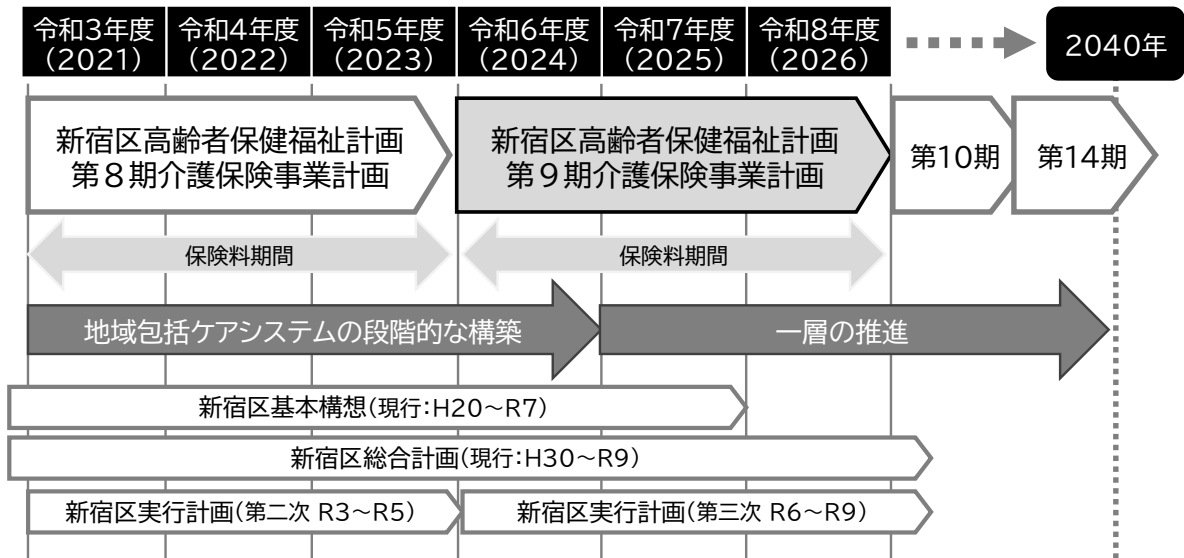 令和3年度
(2021)
令和4年度
(2022)
令和5年度
(2023)
令和6年度
(2024)
令和7年度
(2025)
令和8年度
(2026)
2040年
新宿区高齢者保健福祉計画
第8期介護保険事業計画
新宿区高齢者保健福祉計画
第9期介護保険事業計画
第10期
第14期
保険料期間
保険料期間
地域包括ケアシステムの段階的な構築
一層の推進
新宿区基本構想(現行:H20~R7)
新宿区総合計画(現行:H30~R9)
新宿区実行計画(第二次 R3~R5)
新宿区実行計画(第三次 R6~R9)